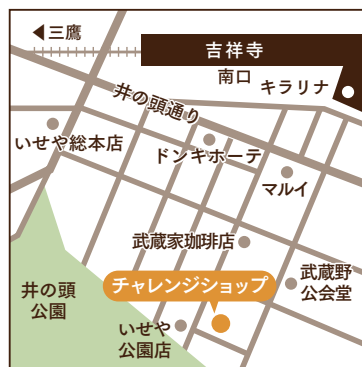 ◀三鷹
吉祥寺
南口
キラリナ
井の頭通り
いせや総本店
ドンキホーテ
マルイ
武蔵家珈琲店
チャレンジショップ
武蔵野
公会堂
井の頭
公園
いせや
公園店